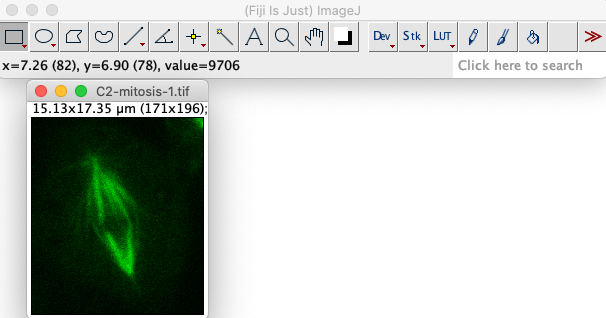 (Fiji Is Just) ImageJ
A Dev Stk LUT >>
x=7.26 (82), y=6.90 (78), value=9706 Click here to search
C2-mitosis-1.tif
15.13x17.35 µm (171x196);